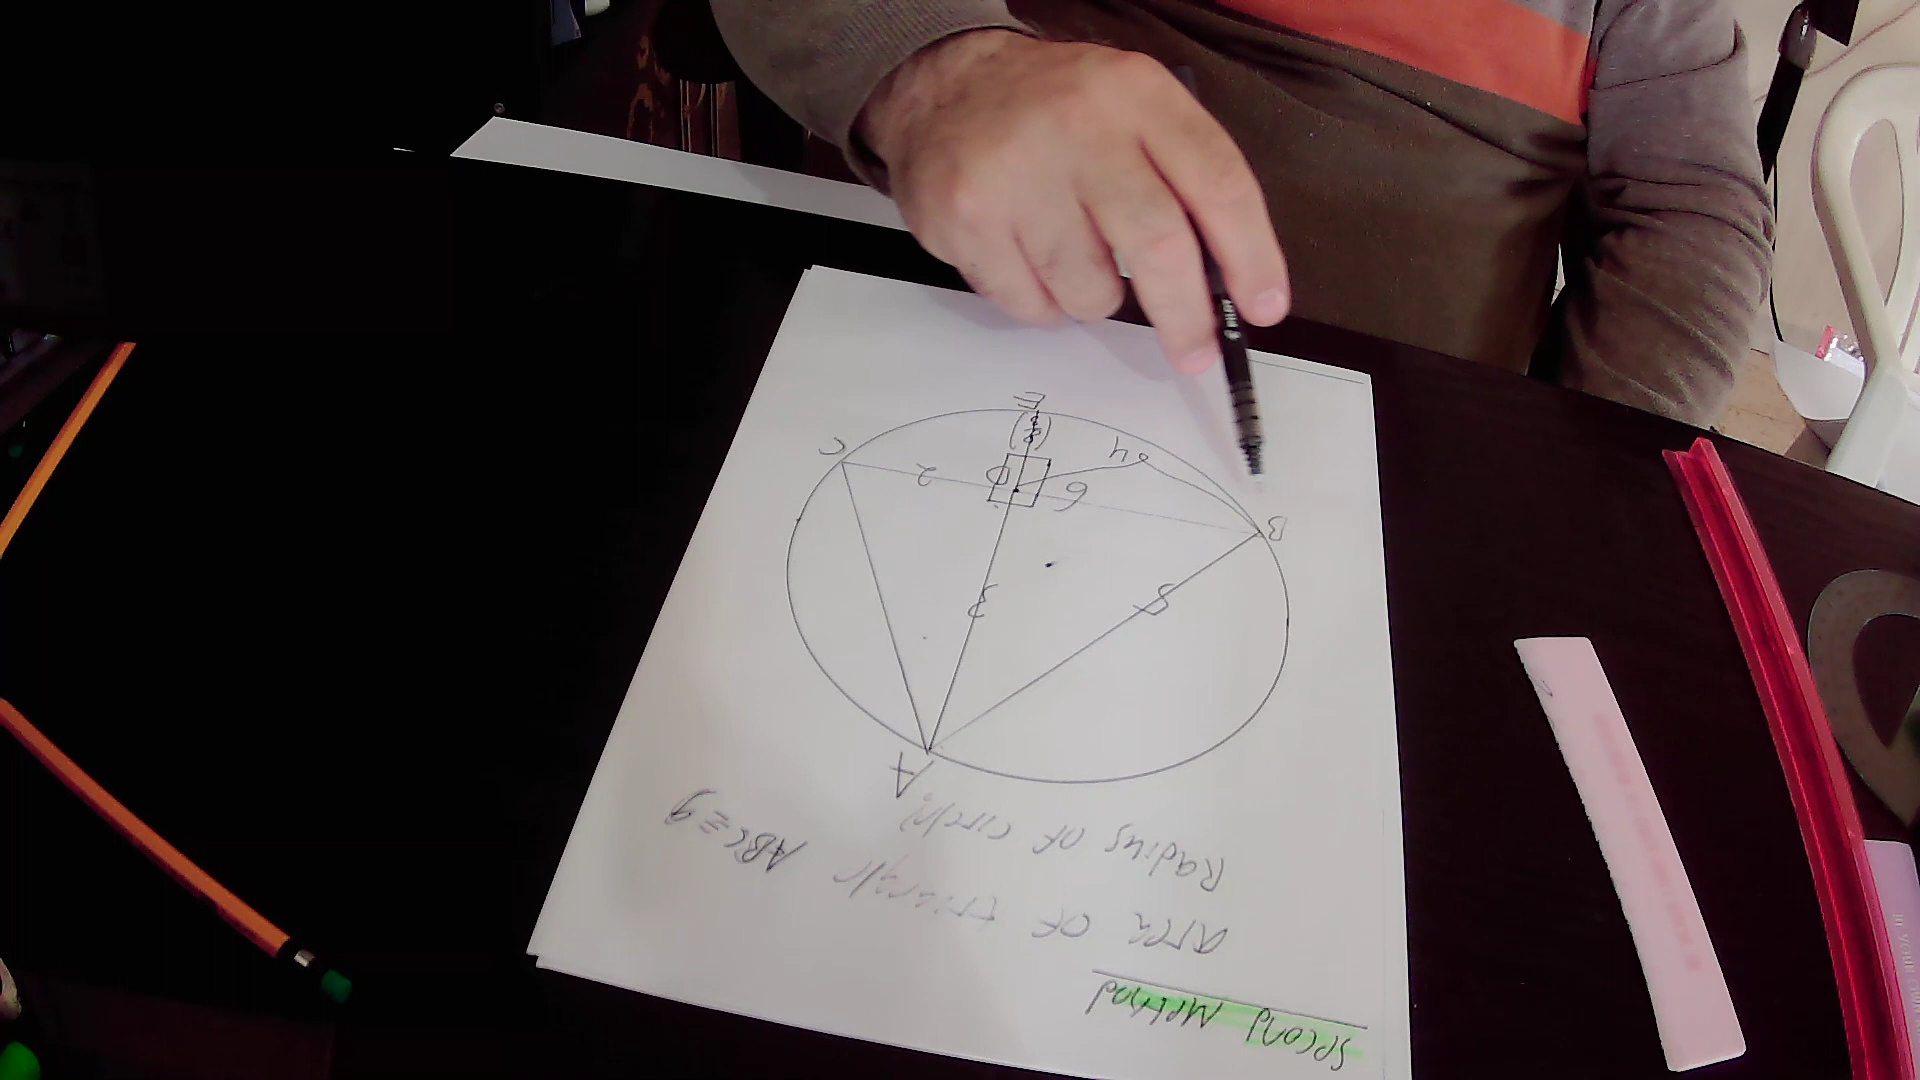 Second Method
area of triangle ABC = 9
Radius of circle
A
3
5
B
2
D
6
C
4
E